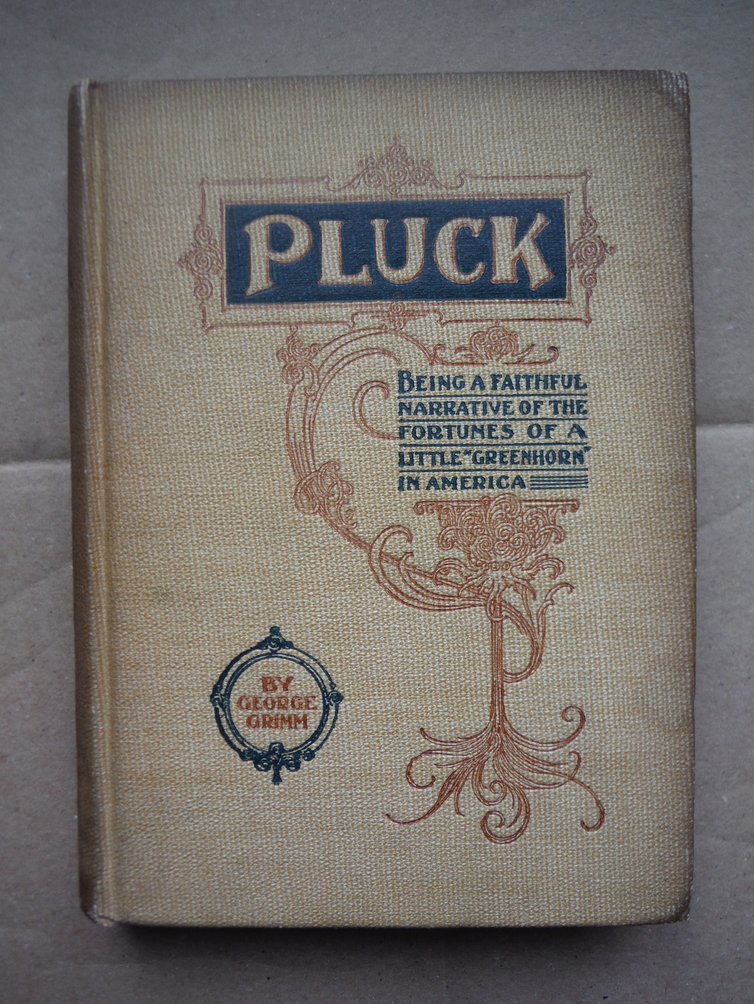 PLUCK
BEING A FAITHFUL
NARRATIVE OF THE
FORTUNES OF A
LITTLE "GREENHORN"
IN AMERICA
BY
GEORGE
GRIMM